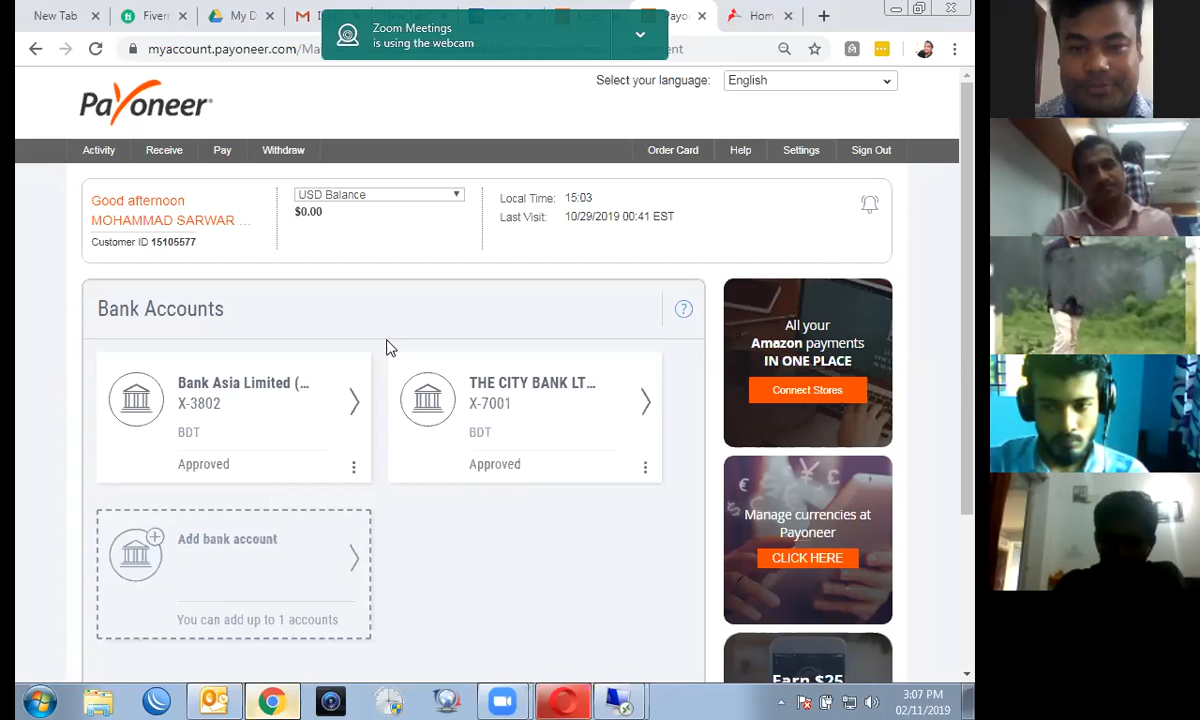 New Tab
Fiverr
My D
Payo
Hom
Zoom Meetings
is using the webcam
myaccount.payoneer.com/Ma
Select your language:
English
Payoneer
Activity
Receive
Pay
Withdraw
Order Card
Help
Settings
Sign Out
Good afternoon
MOHAMMAD SARWAR ...
Customer ID 15105577
USD Balance
$0.00
Local Time: 15:03
Last Visit: 10/29/2019 00:41 EST
Bank Accounts
?
Bank Asia Limited (...
X-3802
BDT
Approved
THE CITY BANK LT...
X-7001
BDT
Approved
Add bank account
You can add up to 1 accounts
All your
Amazon payments
IN ONE PLACE
Connect Stores
Manage currencies at
Payoneer
CLICK HERE
Earn $25
3:07 PM
02/11/2019